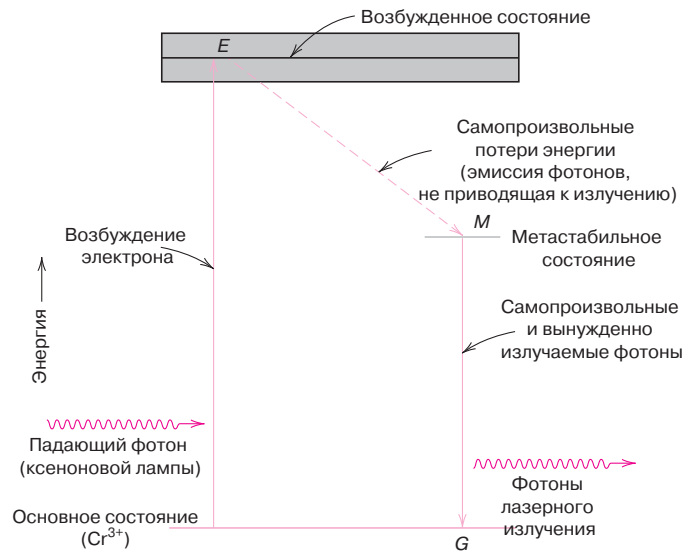 Возбужденное состояние
E
Самопроизвольные
потери энергии
(эмиссия фотонов,
не приводящая к излучению)
M
Метастабильное
состояние
Возбуждение
электрона
Энергия
Самопроизвольные
и вынужденно
излучаемые фотоны
Падающий фотон
(ксеноновой лампы)
Фотоны
лазерного
излучения
Основное состояние
(Cr³⁺)
G